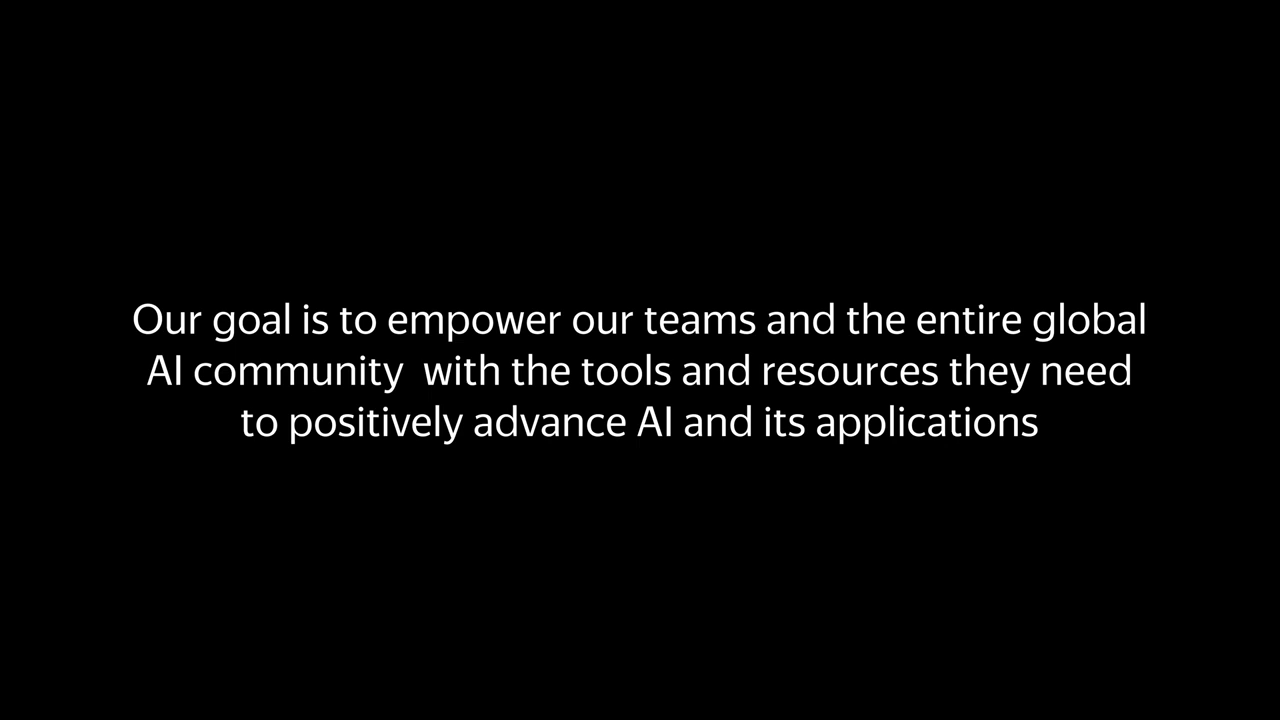 Our goal is to empower our teams and the entire global
AI community  with the tools and resources they need
to positively advance AI and its applications